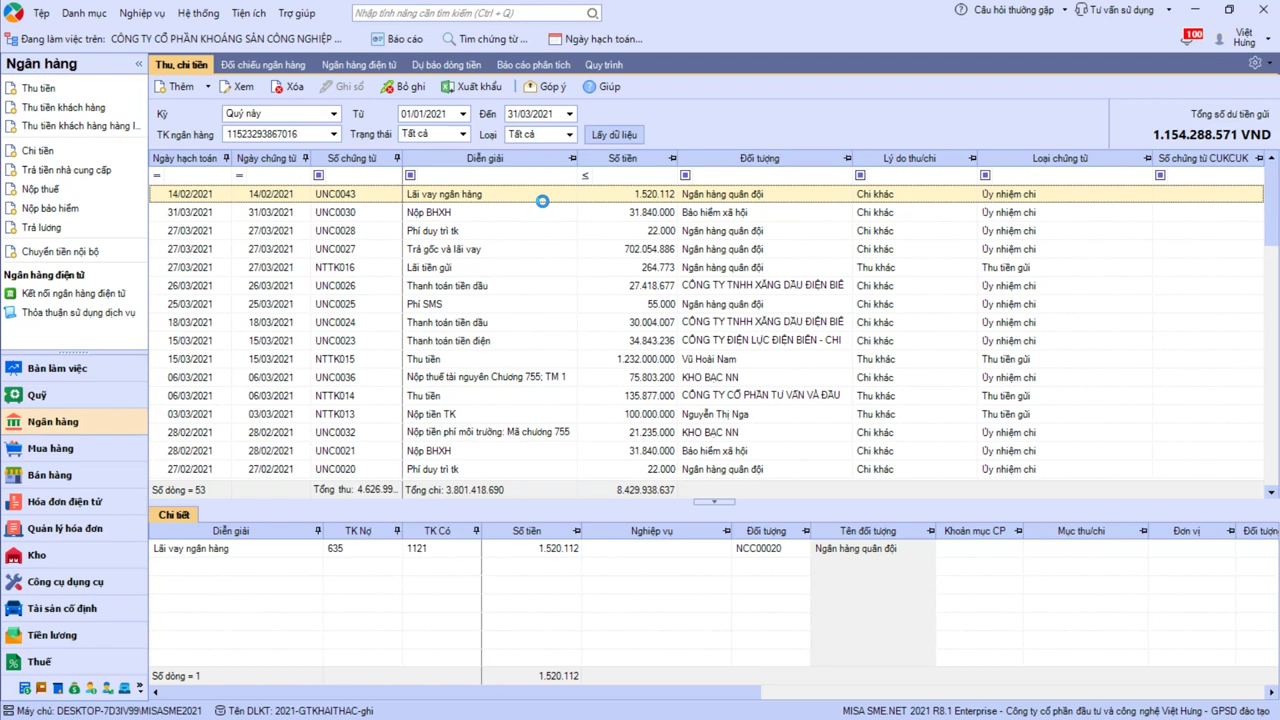 Tệp Danh mục Nghiệp vụ Hệ thống Tiện ích Trợ giúp
Nhập tính năng cần tìm kiếm (Ctrl + Q)
Câu hỏi thường gặp Tư vấn sử dụng
Đang làm việc trên: CÔNG TY CỔ PHẦN KHOÁNG SẢN CÔNG NGHIỆP ...
Báo cáo Tìm chứng từ ... Ngày hạch toán...
100 Việt Hưng
Ngân hàng «
Thu tiền
Thu tiền khách hàng
Thu tiền khách hàng hàng l...
Chi tiền
Trả tiền nhà cung cấp
Nộp thuế
Nộp bảo hiểm
Trả lương
Chuyển tiền nội bộ
Ngân hàng điện tử
Kết nối ngân hàng điện tử
Thỏa thuận sử dụng dịch vụ
Bàn làm việc
Quỹ
Ngân hàng
Mua hàng
Bán hàng
Hóa đơn điện tử
Quản lý hóa đơn
Kho
Công cụ dụng cụ
Tài sản cố định
Tiền lương
Thuế
Thu, chi tiền Đối chiếu ngân hàng Ngân hàng điện tử Dự báo dòng tiền Báo cáo phân tích Quy trình
Thêm Xem Xóa Ghi sổ Bỏ ghi Xuất khẩu Góp ý Giúp
Kỳ Quý này Từ 01/01/2021 Đến 31/03/2021
TK ngân hàng 11523293867016 Trạng thái Tất cả Loại Tất cả Lấy dữ liệu
Tổng số dư tiền gửi
1.154.288.571 VND
Ngày hạch toán Ngày chứng từ Số chứng từ Diễn giải Số tiền Đối tượng Lý do thu/chi Loại chứng từ Số chứng từ CUKCUK
= = ≤
14/02/2021 14/02/2021 UNC0043 Lãi vay ngân hàng 1.520.112 Ngân hàng quân đội Chi khác Ủy nhiệm chi
31/03/2021 31/03/2021 UNC0030 Nộp BHXH 31.840.000 Bảo hiểm xã hội Chi khác Ủy nhiệm chi
27/03/2021 27/03/2021 UNC0028 Phí duy trì tk 22.000 Ngân hàng quân đội Chi khác Ủy nhiệm chi
27/03/2021 27/03/2021 UNC0027 Trả gốc và lãi vay 702.054.886 Ngân hàng quân đội Chi khác Ủy nhiệm chi
27/03/2021 27/03/2021 NTTK016 Lãi tiền gửi 264.773 Ngân hàng quân đội Thu khác Thu tiền gửi
26/03/2021 26/03/2021 UNC0026 Thanh toán tiền dầu 27.418.677 CÔNG TY TNHH XĂNG DẦU ĐIỆN BIÊ Chi khác Ủy nhiệm chi
25/03/2021 25/03/2021 UNC0025 Phí SMS 55.000 Ngân hàng quân đội Chi khác Ủy nhiệm chi
18/03/2021 18/03/2021 UNC0024 Thanh toán tiền dầu 30.004.007 CÔNG TY TNHH XĂNG DẦU ĐIỆN BIÊ Chi khác Ủy nhiệm chi
15/03/2021 15/03/2021 UNC0023 Thanh toán tiền điện 34.843.236 CÔNG TY ĐIỆN LỰC ĐIỆN BIÊN - CHI Chi khác Ủy nhiệm chi
15/03/2021 15/03/2021 NTTK015 Thu tiền 1.232.000.000 Vũ Hoài Nam Thu khác Thu tiền gửi
06/03/2021 06/03/2021 UNC0036 Nộp thuế tài nguyên Chương 755; TM 1 75.803.200 KHO BẠC NN Chi khác Ủy nhiệm chi
06/03/2021 06/03/2021 NTTK014 Thu tiền 135.877.000 CÔNG TY CỔ PHẦN TƯ VẤN VÀ ĐẦU Thu khác Thu tiền gửi
03/03/2021 03/03/2021 NTTK013 Nộp tiền TK 100.000.000 Nguyễn Thị Nga Thu khác Thu tiền gửi
28/02/2021 28/02/2021 UNC0032 Nộp tiền phí môi trường: Mã chương 755 21.235.000 KHO BẠC NN Chi khác Ủy nhiệm chi
28/02/2021 28/02/2021 UNC0021 Nộp BHXH 31.840.000 Bảo hiểm xã hội Chi khác Ủy nhiệm chi
27/02/2021 27/02/2021 UNC0020 Phí duy trì tk 22.000 Ngân hàng quân đội Chi khác Ủy nhiệm chi
Số dòng = 53 Tổng thu: 4.626.99... Tổng chi: 3.801.418.690 8.429.938.637
Chi tiết
Diễn giải TK Nợ TK Có Số tiền Nghiệp vụ Đối tượng Tên đối tượng Khoản mục CP Mục thu/chi Đơn vị Đối tượn
Lãi vay ngân hàng 635 1121 1.520.112 NCC00020 Ngân hàng quân đội
Số dòng = 1 1.520.112
Máy chủ: DESKTOP-7D3IV99\MISASME2021 Tên DLKT: 2021-GTKHAITHAC-ghi
MISA SME.NET 2021 R8.1 Enterprise - Công ty cổ phần đầu tư và công nghệ Việt Hưng - GPSD đào tạo